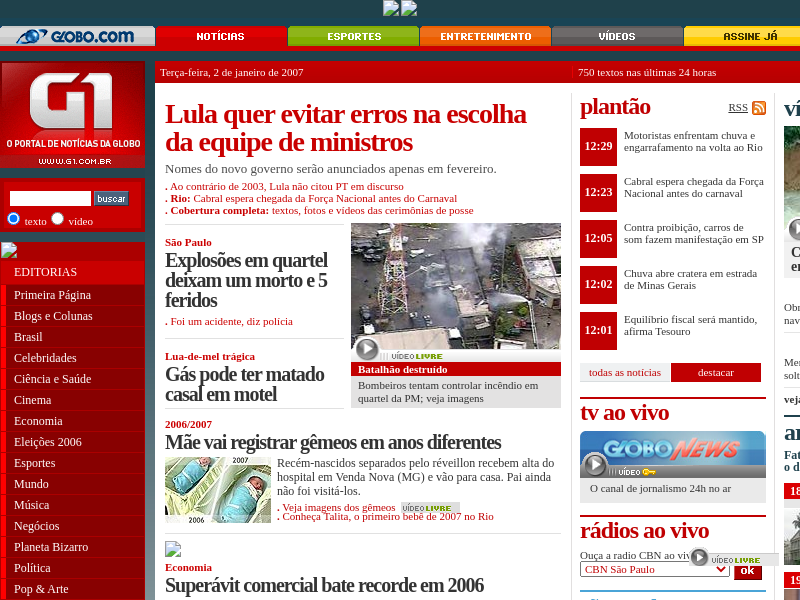 GLOBO.COM
NOTÍCIAS
ESPORTES
ENTRETENIMENTO
VÍDEOS
ASSINE JÁ
G1
O PORTAL DE NOTÍCIAS DA GLOBO
WWW.G1.COM.BR
buscar
texto vídeo
EDITORIAS
Primeira Página
Blogs e Colunas
Brasil
Celebridades
Ciência e Saúde
Cinema
Economia
Eleições 2006
Esportes
Mundo
Música
Negócios
Planeta Bizarro
Política
Pop & Arte
Terça-feira, 2 de janeiro de 2007
750 textos nas últimas 24 horas
Lula quer evitar erros na escolha
da equipe de ministros
Nomes do novo governo serão anunciados apenas em fevereiro.
. Ao contrário de 2003, Lula não citou PT em discurso
. Rio: Cabral espera chegada da Força Nacional antes do Carnaval
. Cobertura completa: textos, fotos e vídeos das cerimônias de posse
São Paulo
Explosões em quartel
deixam um morto e 5
feridos
. Foi um acidente, diz polícia
VÍDEO LIVRE
Batalhão destruído
Bombeiros tentam controlar incêndio em
quartel da PM; veja imagens
Lua-de-mel trágica
Gás pode ter matado
casal em motel
2006/2007
Mãe vai registrar gêmeos em anos diferentes
2007
2006
Recém-nascidos separados pelo réveillon recebem alta do
hospital em Venda Nova (MG) e vão para casa. Pai ainda
não foi visitá-los.
. Veja imagens dos gêmeos VÍDEO LIVRE
. Conheça Talita, o primeiro bebê de 2007 no Rio
Economia
Superávit comercial bate recorde em 2006
plantão
RSS
12:29 Motoristas enfrentam chuva e
engarrafamento na volta ao Rio
12:23 Cabral espera chegada da Força
Nacional antes do carnaval
12:05 Contra proibição, carros de
som fazem manifestação em SP
12:02 Chuva abre cratera em estrada
de Minas Gerais
12:01 Equilíbrio fiscal será mantido,
afirma Tesouro
todas as notícias destacar
tv ao vivo
GLOBO NEWS
VÍDEO
O canal de jornalismo 24h no ar
rádios ao vivo
Ouça a radio CBN ao viv
VÍDEO LIVRE
CBN São Paulo
ok
ví
C
en
Obr
nav
Mer
solt
veja
ar
Fat
o d
18
19